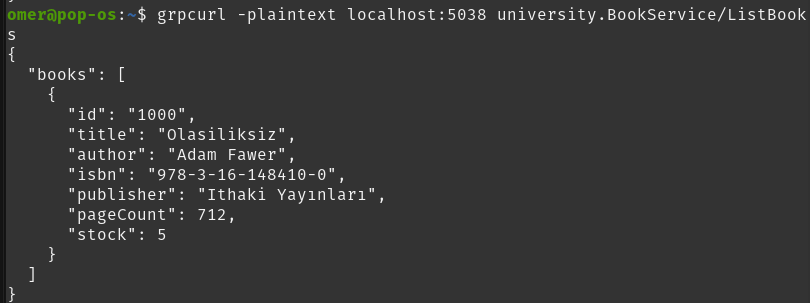 omer@pop-os:~$ grpcurl -plaintext localhost:5038 university.BookService/ListBook
s
{
  "books": [
    {
      "id": "1000",
      "title": "Olasiliksiz",
      "author": "Adam Fawer",
      "isbn": "978-3-16-148410-0",
      "publisher": "Ithaki Yayınları",
      "pageCount": 712,
      "stock": 5
    }
  ]
}